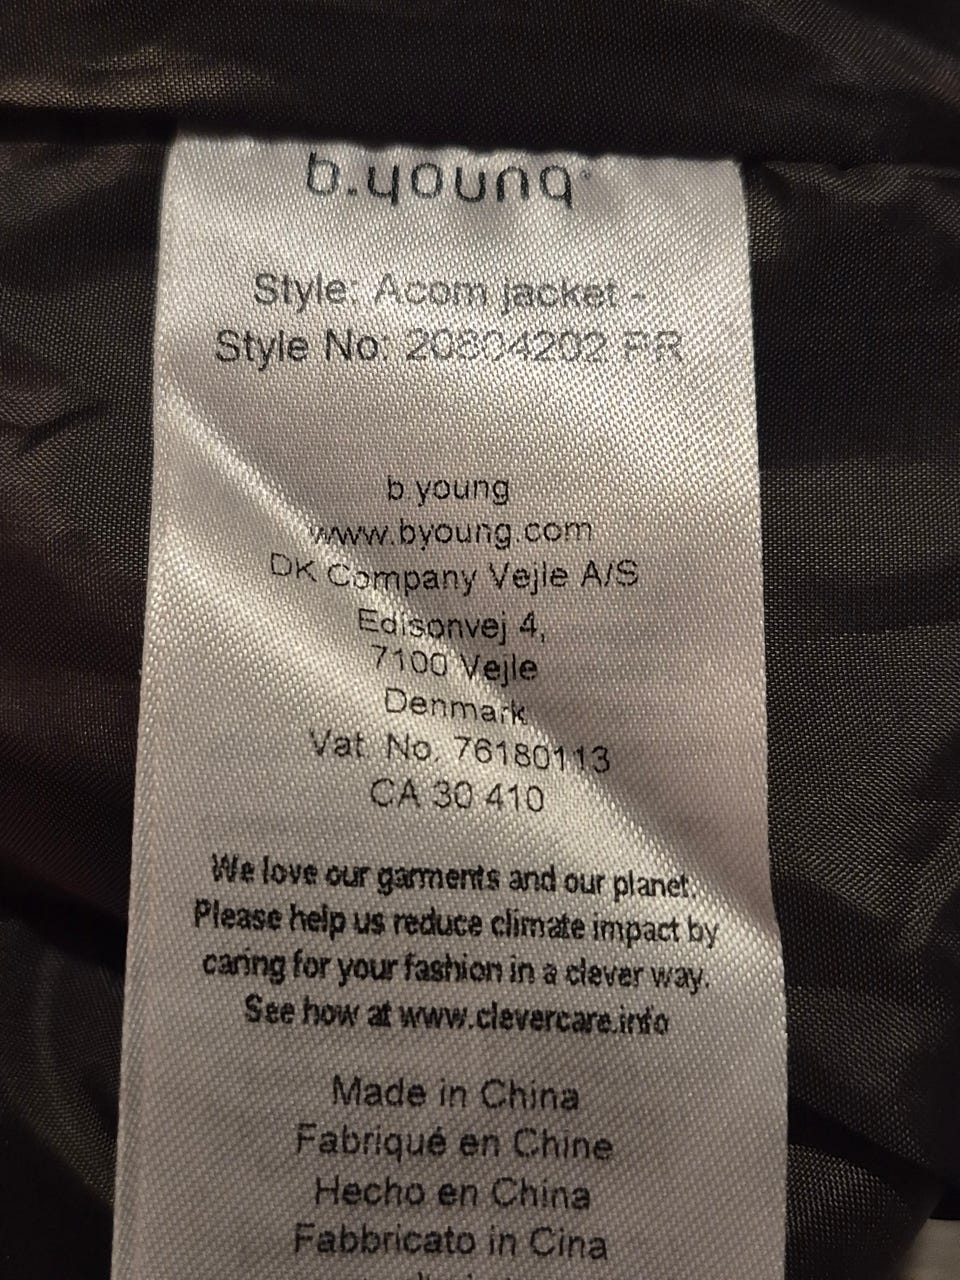 b.young®
Style: Acom jacket -
Style No: 20804202 PR
b.young
www.byoung.com
DK Company Vejle A/S
Edisonvej 4,
7100 Vejle
Denmark
Vat. No. 76180113
CA 30 410
We love our garments and our planet.
Please help us reduce climate impact by
caring for your fashion in a clever way.
See how at www.clevercare.info
Made in China
Fabriqué en Chine
Hecho en China
Fabbricato in Cina